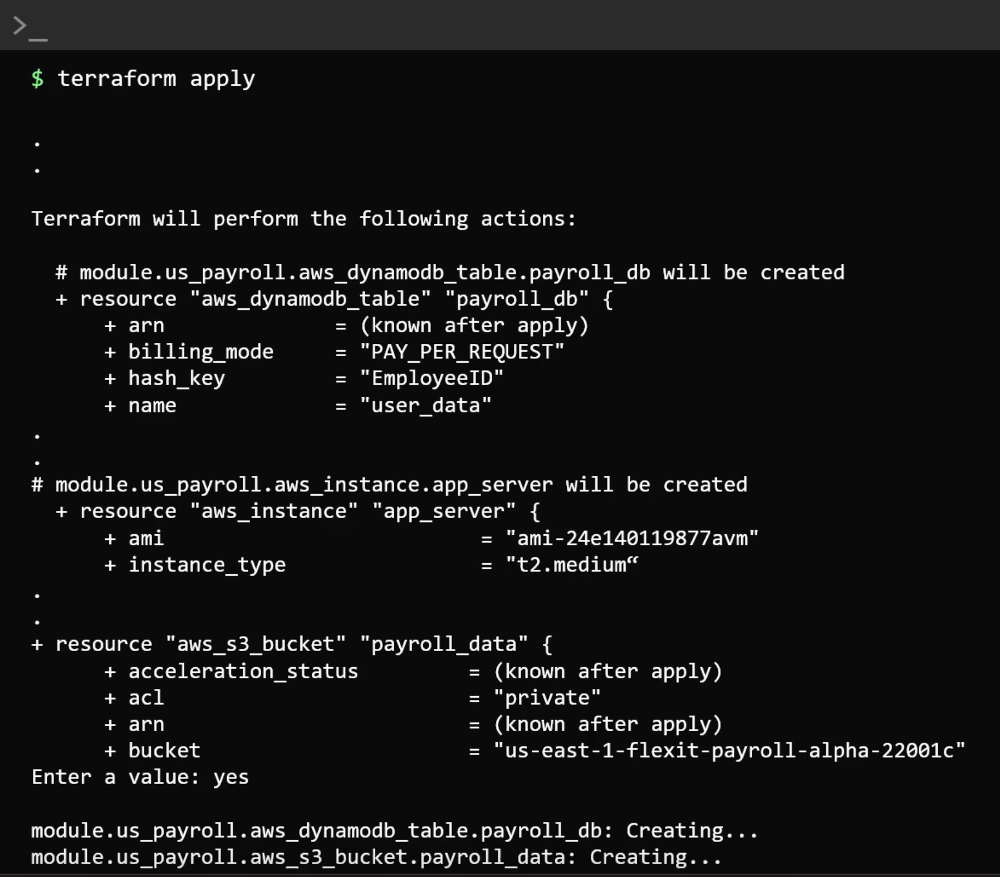 >_
$ terraform apply
.
.
Terraform will perform the following actions:
# module.us_payroll.aws_dynamodb_table.payroll_db will be created
+ resource "aws_dynamodb_table" "payroll_db" {
+ arn = (known after apply)
+ billing_mode = "PAY_PER_REQUEST"
+ hash_key = "EmployeeID"
+ name = "user_data"
.
.
# module.us_payroll.aws_instance.app_server will be created
+ resource "aws_instance" "app_server" {
+ ami = "ami-24e140119877avm"
+ instance_type = "t2.medium“
.
.
+ resource "aws_s3_bucket" "payroll_data" {
+ acceleration_status = (known after apply)
+ acl = "private"
+ arn = (known after apply)
+ bucket = "us-east-1-flexit-payroll-alpha-22001c"
Enter a value: yes
module.us_payroll.aws_dynamodb_table.payroll_db: Creating...
module.us_payroll.aws_s3_bucket.payroll_data: Creating...